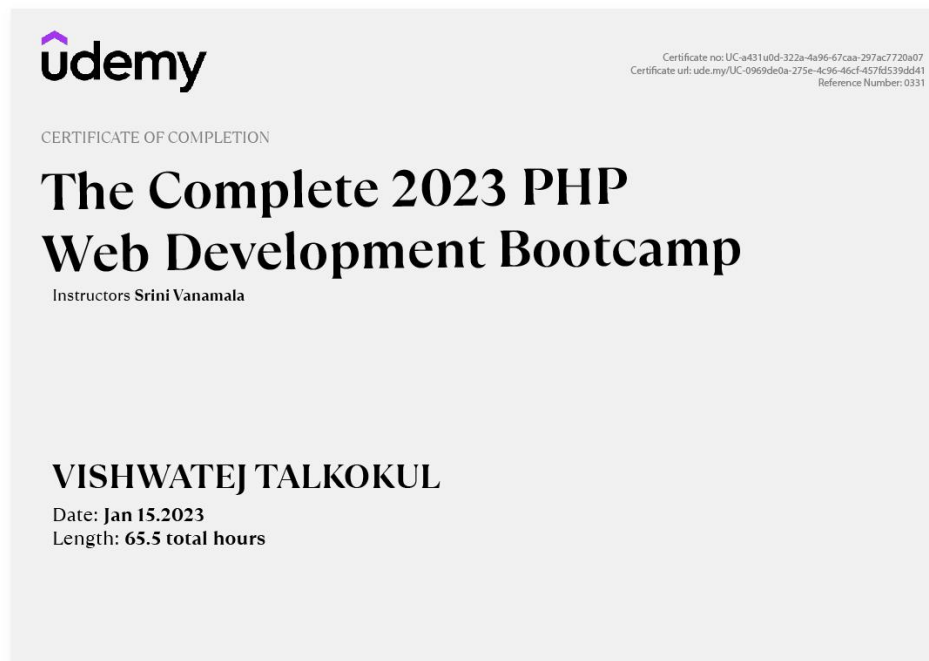 udemy
Certificate no: UC-a431u0d-322a-4a96-67caa-297ac7720a07
Certificate url: ude.my/UC-0969de0a-275e-4c96-46cf-457fd539dd41
Reference Number: 0331
CERTIFICATE OF COMPLETION
The Complete 2023 PHP
Web Development Bootcamp
Instructors Srini Vanamala
VISHWATEJ TALKOKUL
Date: Jan 15.2023
Length: 65.5 total hours